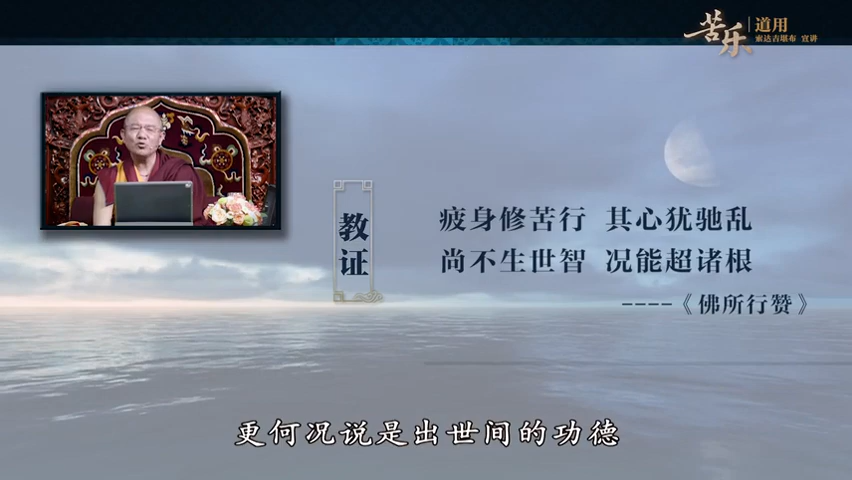 苦乐
道用
索达吉堪布 宣讲
教证
疲身修苦行 其心犹驰乱
尚不生世智 况能超诸根
----《佛所行赞》
更何况说是出世间的功德